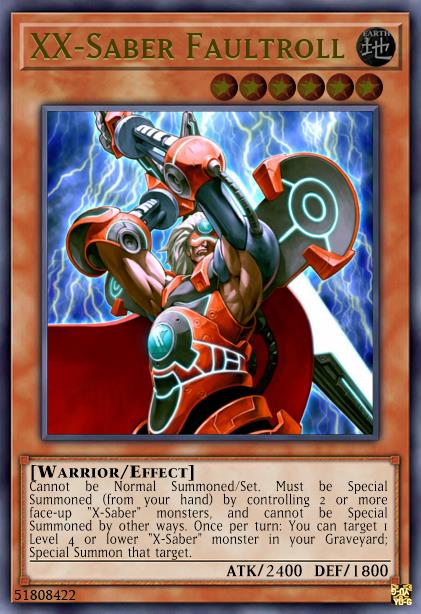 XX-Saber Faultroll
EARTH
地
[Warrior/Effect]
Cannot be Normal Summoned/Set. Must be Special
Summoned (from your hand) by controlling 2 or more
face-up "X-Saber" monsters, and cannot be Special
Summoned by other ways. Once per turn: You can target 1
Level 4 or lower "X-Saber" monster in your Graveyard;
Special Summon that target.
ATK/2400 DEF/1800
51808422